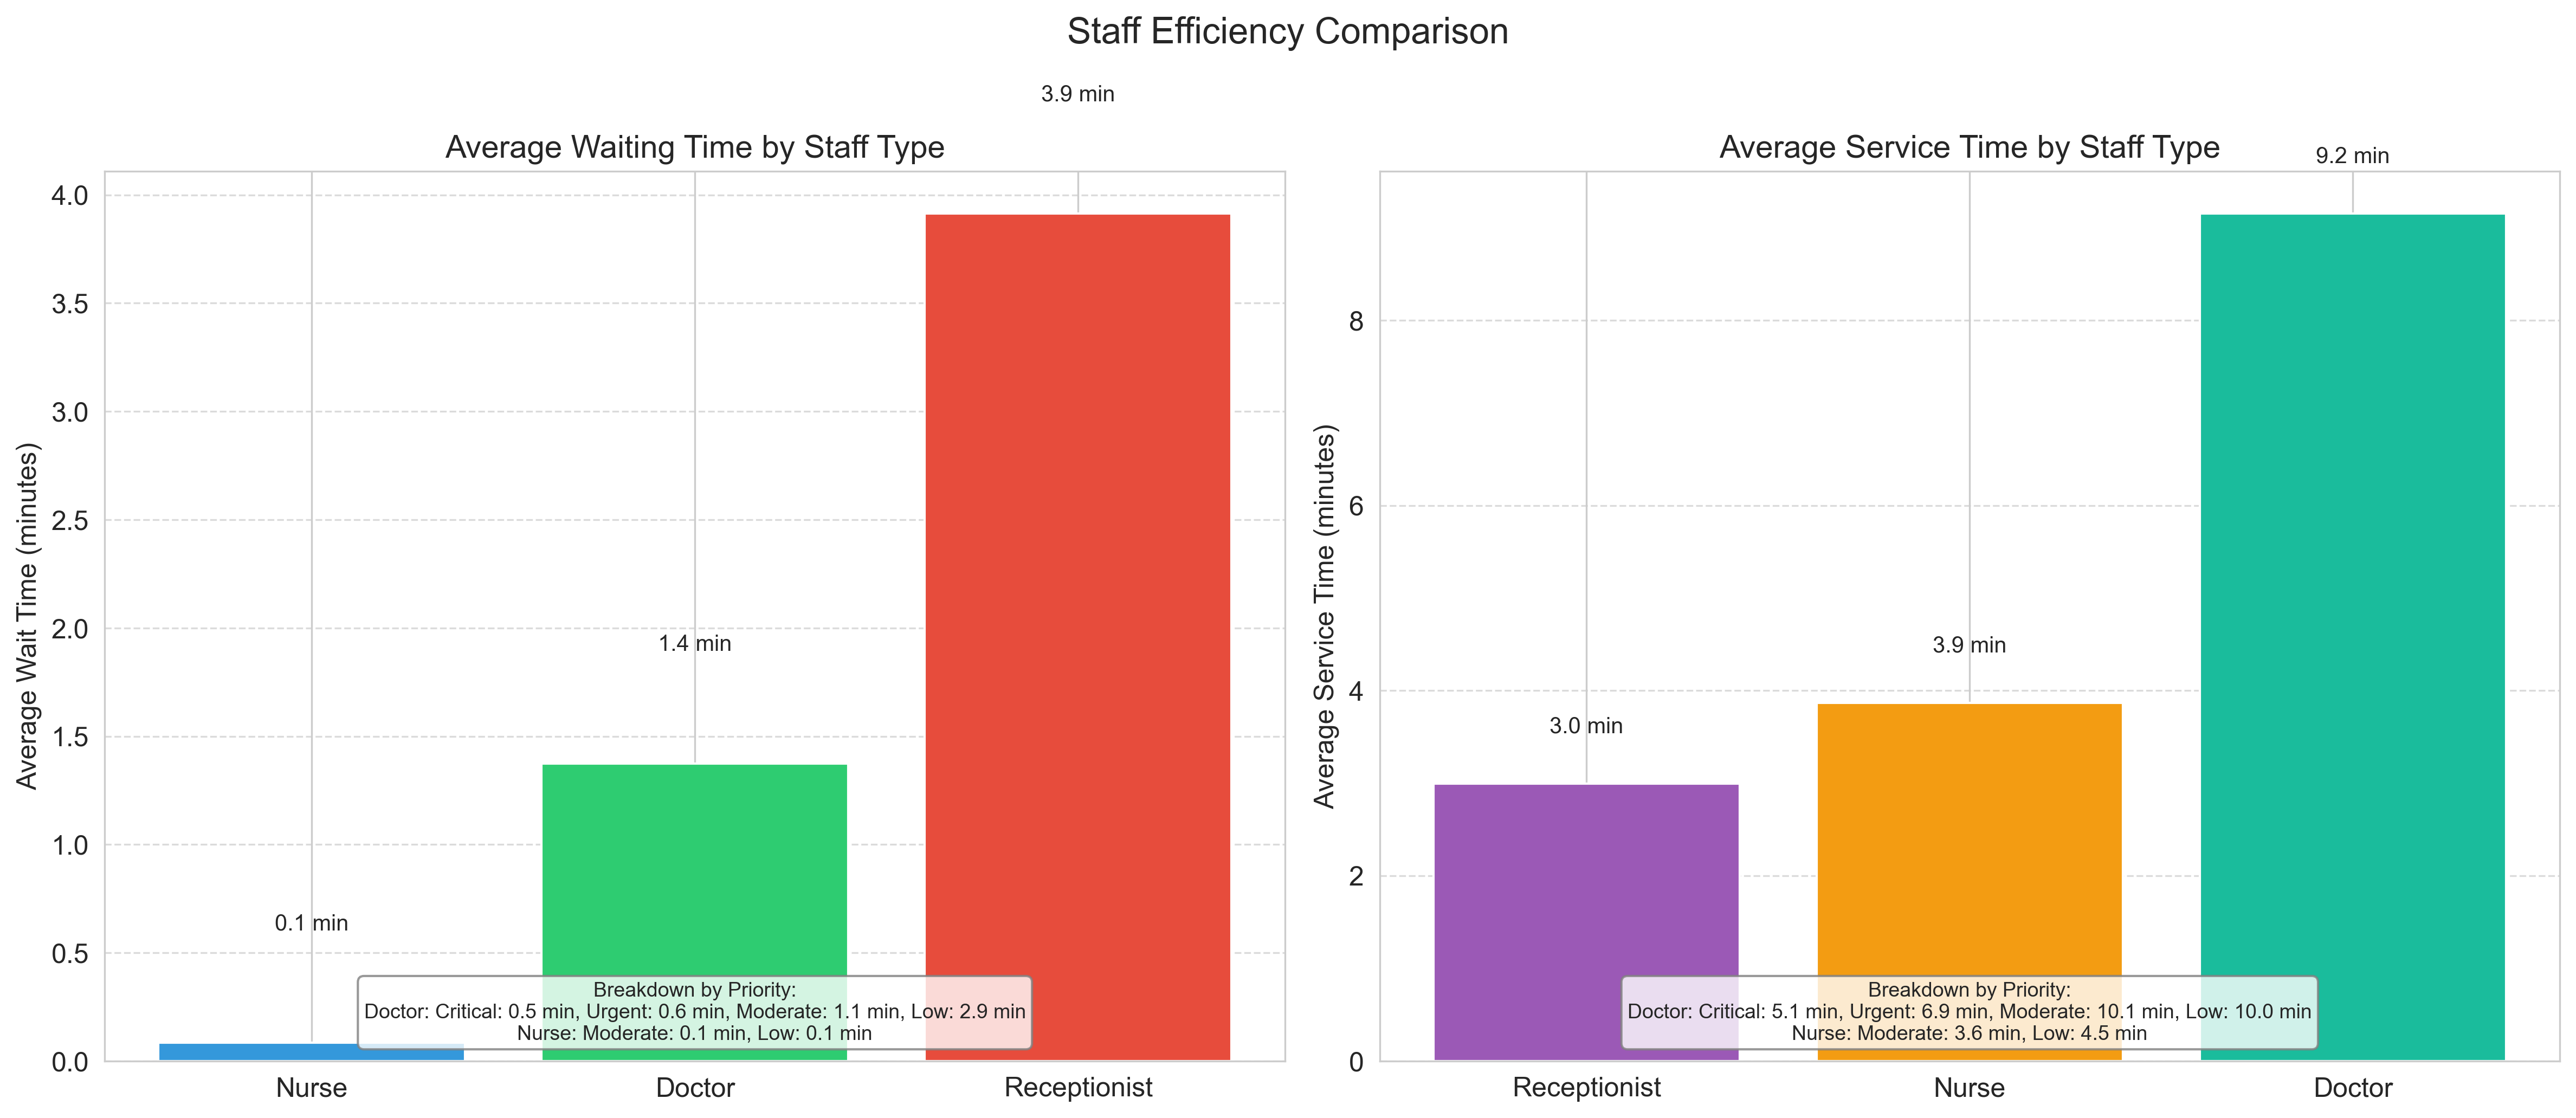 Staff Efficiency Comparison
3.9 min
Average Waiting Time by Staff Type
4.0
3.5
3.0
2.5
2.0
1.5
1.0
0.5
0.0
Average Wait Time (minutes)
1.4 min
0.1 min
Breakdown by Priority:
Doctor: Critical: 0.5 min, Urgent: 0.6 min, Moderate: 1.1 min, Low: 2.9 min
Nurse: Moderate: 0.1 min, Low: 0.1 min
Nurse
Doctor
Receptionist
Average Service Time by Staff Type
9.2 min
8
6
4
2
0
Average Service Time (minutes)
3.9 min
3.0 min
Breakdown by Priority:
Doctor: Critical: 5.1 min, Urgent: 6.9 min, Moderate: 10.1 min, Low: 10.0 min
Nurse: Moderate: 3.6 min, Low: 4.5 min
Receptionist
Nurse
Doctor